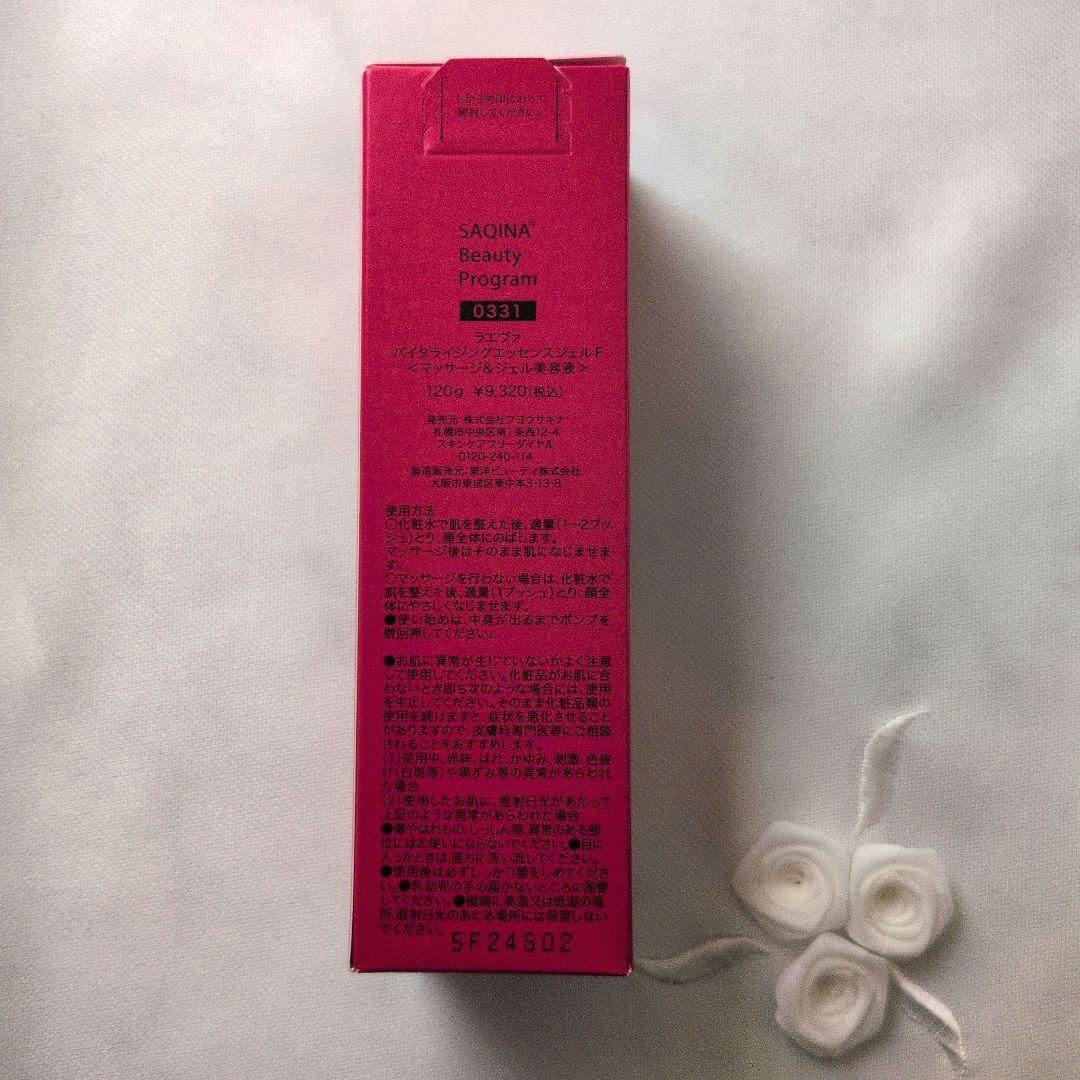 上から矢印に沿って
開封してください。
SAQINA®
Beauty
Program
0331
ラエヴァ
バイタライジングエッセンスジェルF
＜マッサージ&ジェル美容液＞
120g ¥9,320(税込)
発売元:株式会社フヨウサキナ
札幌市中央区南1条西12-4
スキンケアフリーダイヤル
0120-240-114
製造販売元:東洋ビューティ株式会社
大阪市東成区東中本3-13-8
使用方法
○化粧水で肌を整えた後、適量(1〜2プッ
シュ)とり、顔全体にのばします。
マッサージ後はそのまま肌になじませま
す。
○マッサージを行わない場合は、化粧水で
肌を整えた後、適量(1プッシュ)とり、顔全
体にやさしくなじませます。
●使い始めは、中身が出るまでポンプを
数回押してください。
●お肌に異常が生じていないかよく注意
して使用してください。化粧品がお肌に合
わないとき即ち次のような場合には、使用
を中止してください。そのまま化粧品類の
使用を続けますと、症状を悪化させること
がありますので、皮膚科専門医等にご相談
されることをおすすめします。
(1)使用中、赤味、はれ、かゆみ、刺激、色抜
け(白斑等)や黒ずみ等の異常があらわれ
た場合
(2)使用したお肌に、直射日光があたって
上記のような異常があらわれた場合
●傷やはれもの、しっしん等、異常のある部
位にはお使いにならないでください。●目に
入ったときは、直ちに洗い流してください。
●使用後は必ずしっかり蓋をしめてくださ
い。●乳幼児の手の届かないところに保管
してください。●極端に高温又は低温の場
所、直射日光のあたる場所には保管しない
でください。
5F24S02